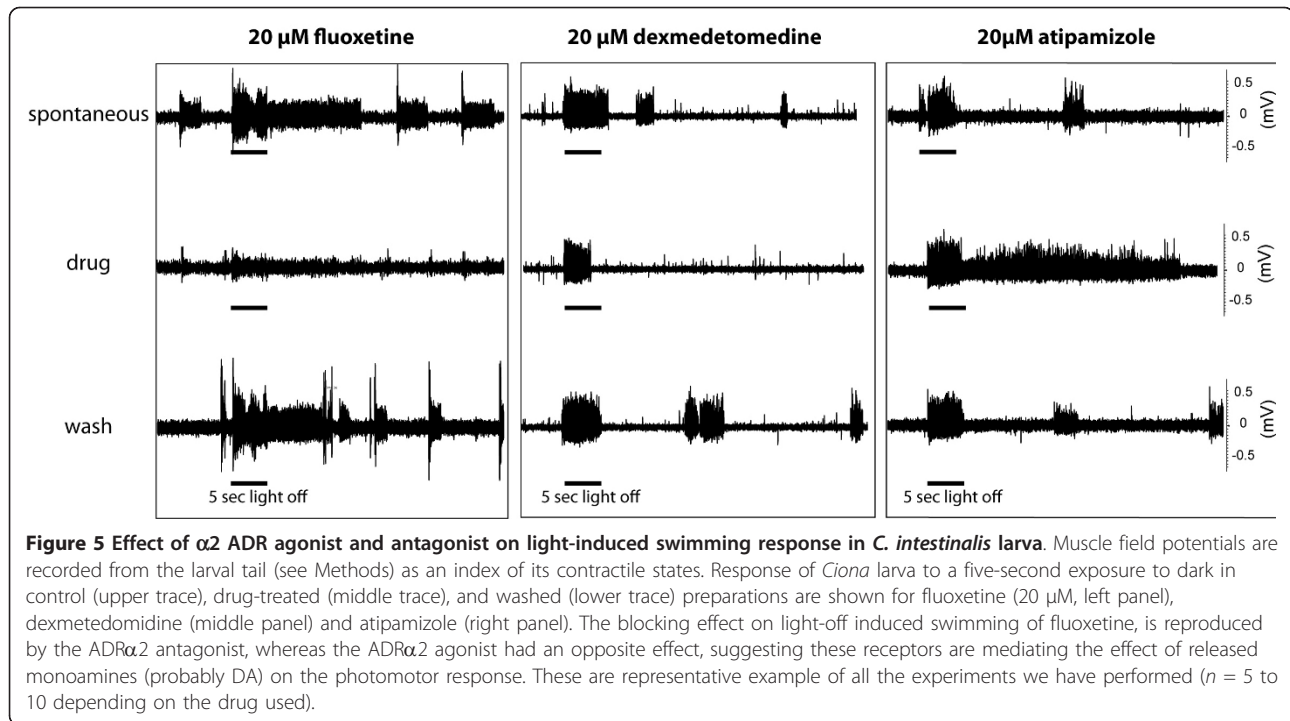 20 µM fluoxetine
20 µM dexmedetomedine
20µM atipamizole
spontaneous
0.5
0
-0.5
(mV)
drug
0.5
0
-0.5
(mV)
wash
0.5
0
-0.5
(mV)
5 sec light off
5 sec light off
5 sec light off
Figure 5 Effect of α2 ADR agonist and antagonist on light-induced swimming response in C. intestinalis larva. Muscle field potentials are
recorded from the larval tail (see Methods) as an index of its contractile states. Response of Ciona larva to a five-second exposure to dark in
control (upper trace), drug-treated (middle trace), and washed (lower trace) preparations are shown for fluoxetine (20 μM, left panel),
dexmetedomidine (middle panel) and atipamizole (right panel). The blocking effect on light-off induced swimming of fluoxetine, is reproduced
by the ADRα2 antagonist, whereas the ADRα2 agonist had an opposite effect, suggesting these receptors are mediating the effect of released
monoamines (probably DA) on the photomotor response. These are representative example of all the experiments we have performed (n = 5 to
10 depending on the drug used).